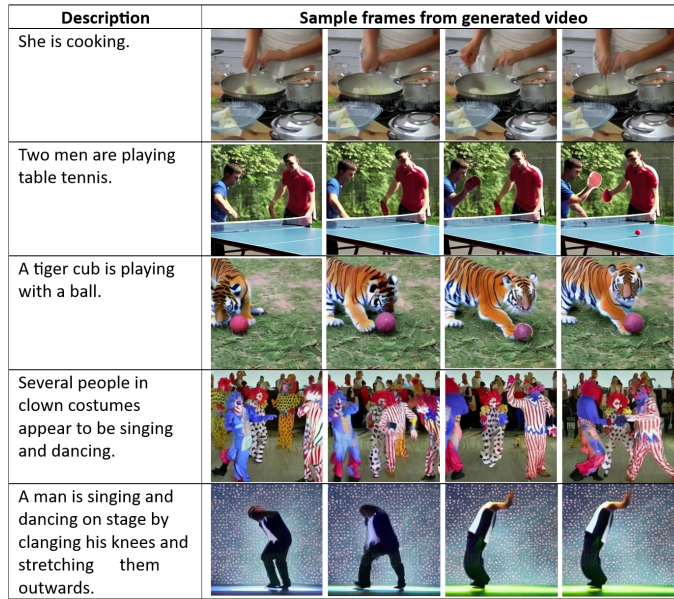 Description
Sample frames from generated video
She is cooking.
Two men are playing
table tennis.
A tiger cub is playing
with a ball.
Several people in
clown costumes
appear to be singing
and dancing.
A man is singing and
dancing on stage by
clanging his knees and
stretching them
outwards.